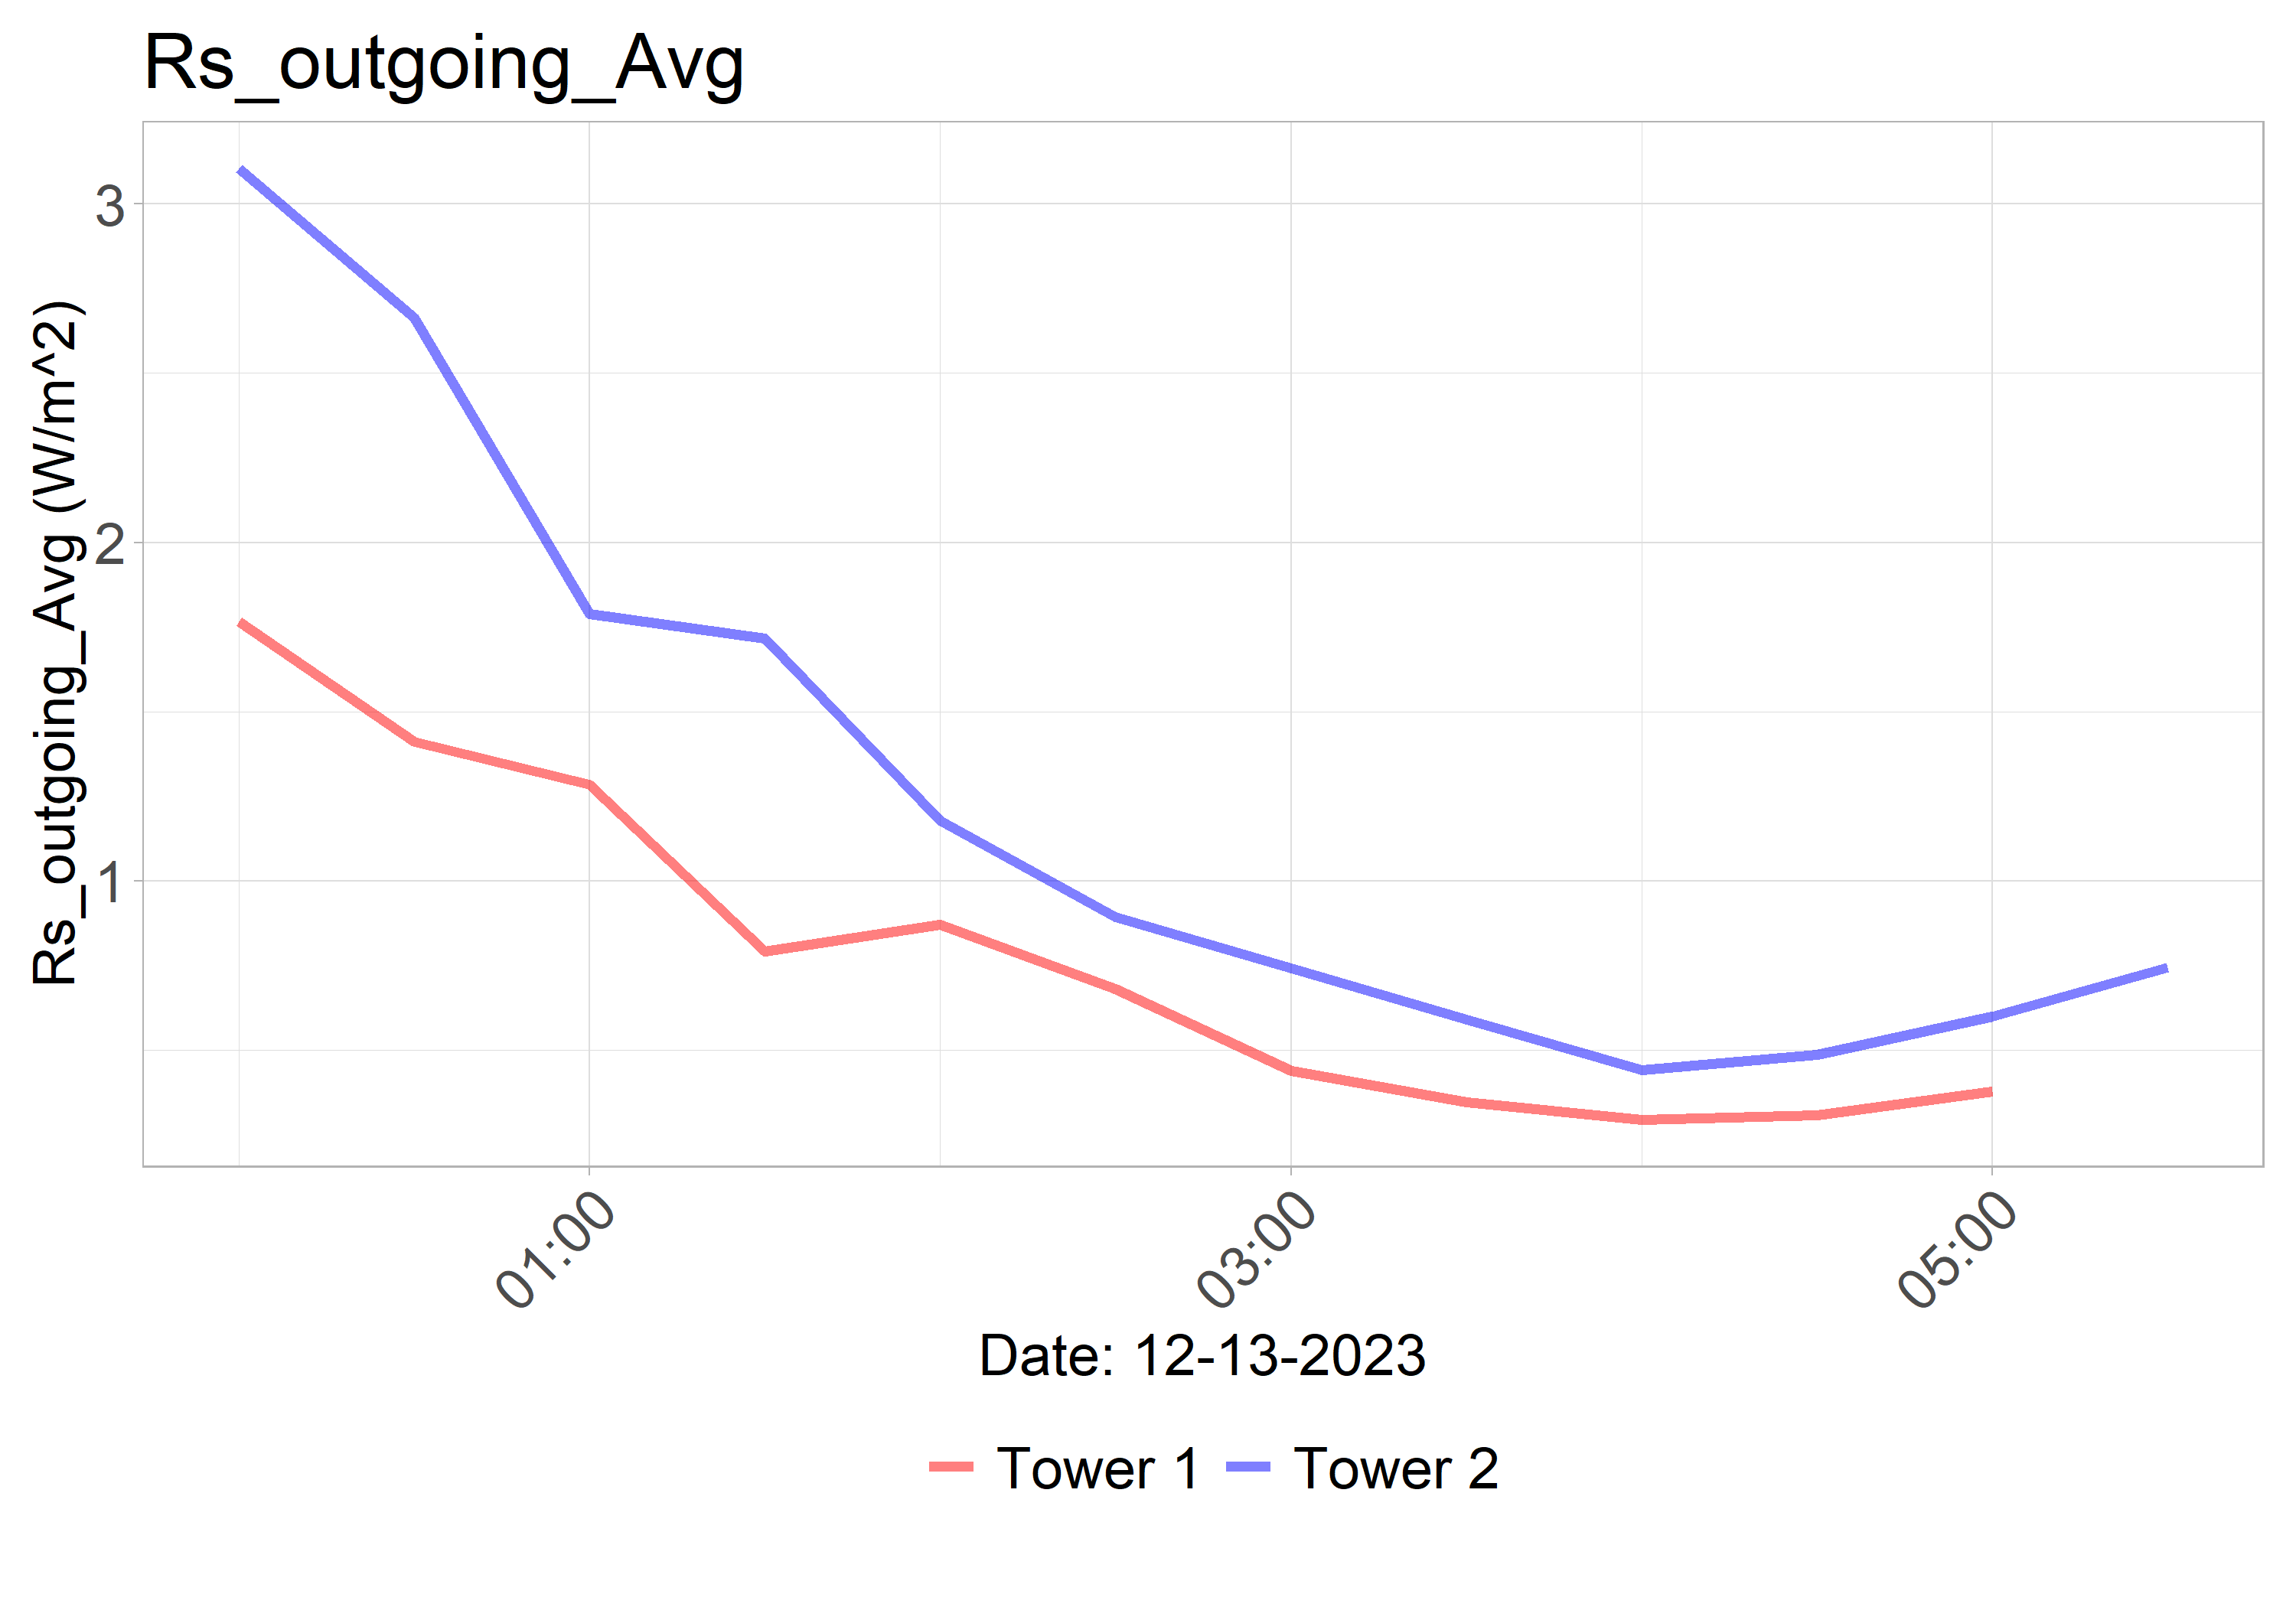 Rs_outgoing_Avg
Rs_outgoing_Avg (W/m^2)
3
2
1
01:00
03:00
05:00
Date: 12-13-2023
Tower 1
Tower 2